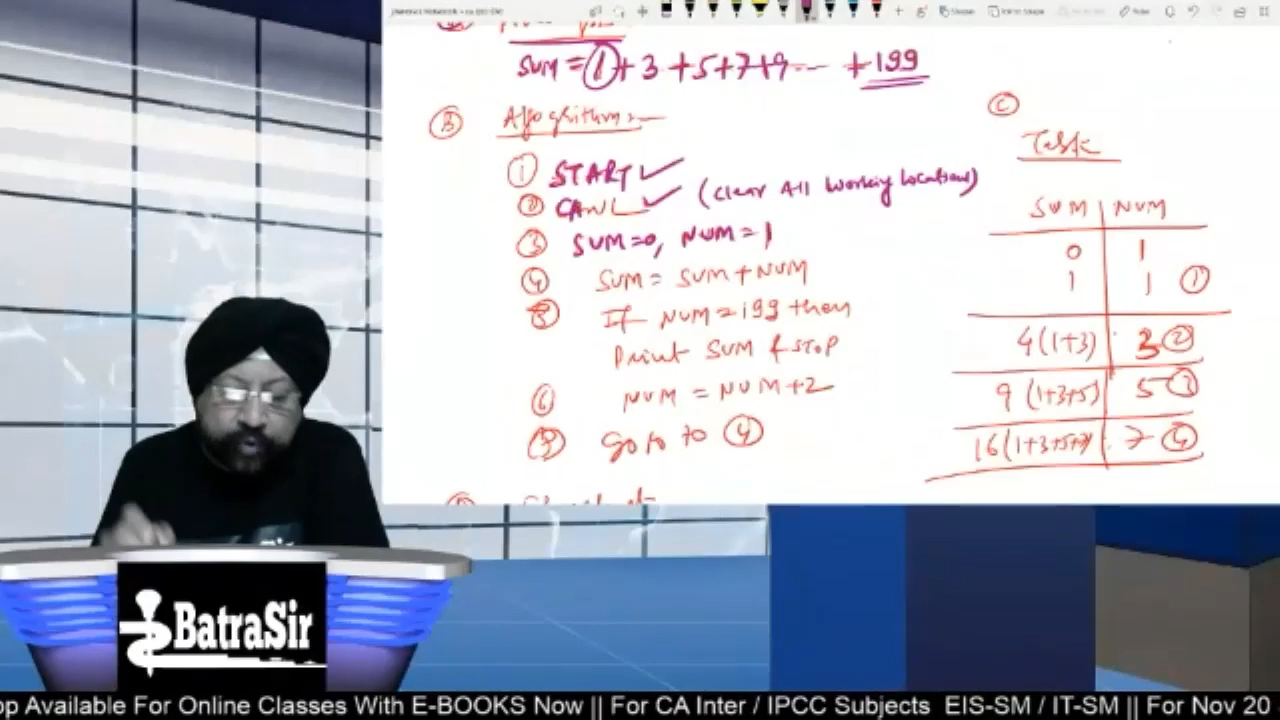 SUM = 1 + 3 + 5 + 7 + 9 --- + 199
B Algorithm:-
1 START ✓
2 CAWL ✓ (Clear All Working Locations)
3 SUM=0, NUM=1
4 SUM = SUM + NUM
5 If NUM = 199 then
Print SUM & STOP
6 NUM = NUM+2
7 Go to 4
C
Table
SUM NUM
0 1
1 1 1
4 (1+3) 3 2
9 (1+3+5) 5 3
16 (1+3+5+7) 7 4
Sir
BatraSir
op Available For Online Classes With E-BOOKS Now || For CA Inter / IPCC Subjects EIS-SM / IT-SM || For Nov 20